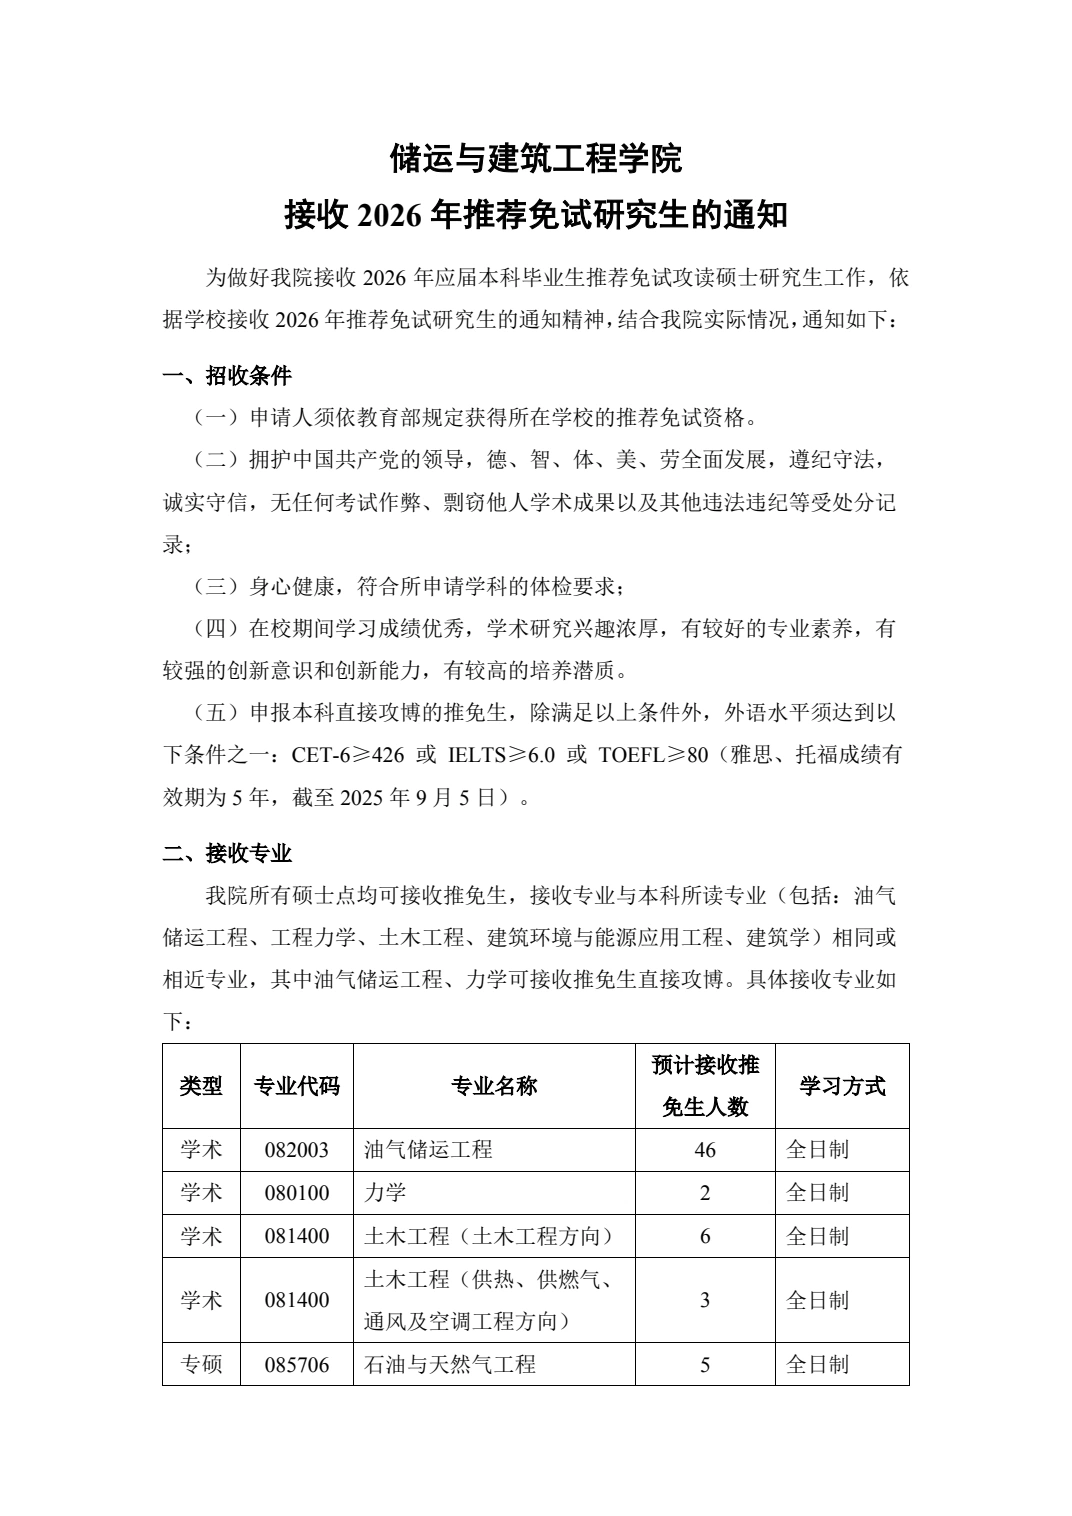 储运与建筑工程学院
接收 2026 年推荐免试研究生的通知
为做好我院接收 2026 年应届本科毕业生推荐免试攻读硕士研究生工作，依
据学校接收 2026 年推荐免试研究生的通知精神，结合我院实际情况，通知如下：
一、招收条件
（一）申请人须依教育部规定获得所在学校的推荐免试资格。
（二）拥护中国共产党的领导，德、智、体、美、劳全面发展，遵纪守法，
诚实守信，无任何考试作弊、剽窃他人学术成果以及其他违法违纪等受处分记
录；
（三）身心健康，符合所申请学科的体检要求；
（四）在校期间学习成绩优秀，学术研究兴趣浓厚，有较好的专业素养，有
较强的创新意识和创新能力，有较高的培养潜质。
（五）申报本科直接攻博的推免生，除满足以上条件外，外语水平须达到以
下条件之一：CET-6≥426 或 IELTS≥6.0 或 TOEFL≥80（雅思、托福成绩有
效期为 5 年，截至 2025 年 9 月 5 日）。
二、接收专业
我院所有硕士点均可接收推免生，接收专业与本科所读专业（包括：油气
储运工程、工程力学、土木工程、建筑环境与能源应用工程、建筑学）相同或
相近专业，其中油气储运工程、力学可接收推免生直接攻博。具体接收专业如
下：
类型 专业代码 专业名称 预计接收推
免生人数 学习方式
学术 082003 油气储运工程 46 全日制
学术 080100 力学 2 全日制
学术 081400 土木工程（土木工程方向） 6 全日制
学术 081400 土木工程（供热、供燃气、
通风及空调工程方向） 3 全日制
专硕 085706 石油与天然气工程 5 全日制